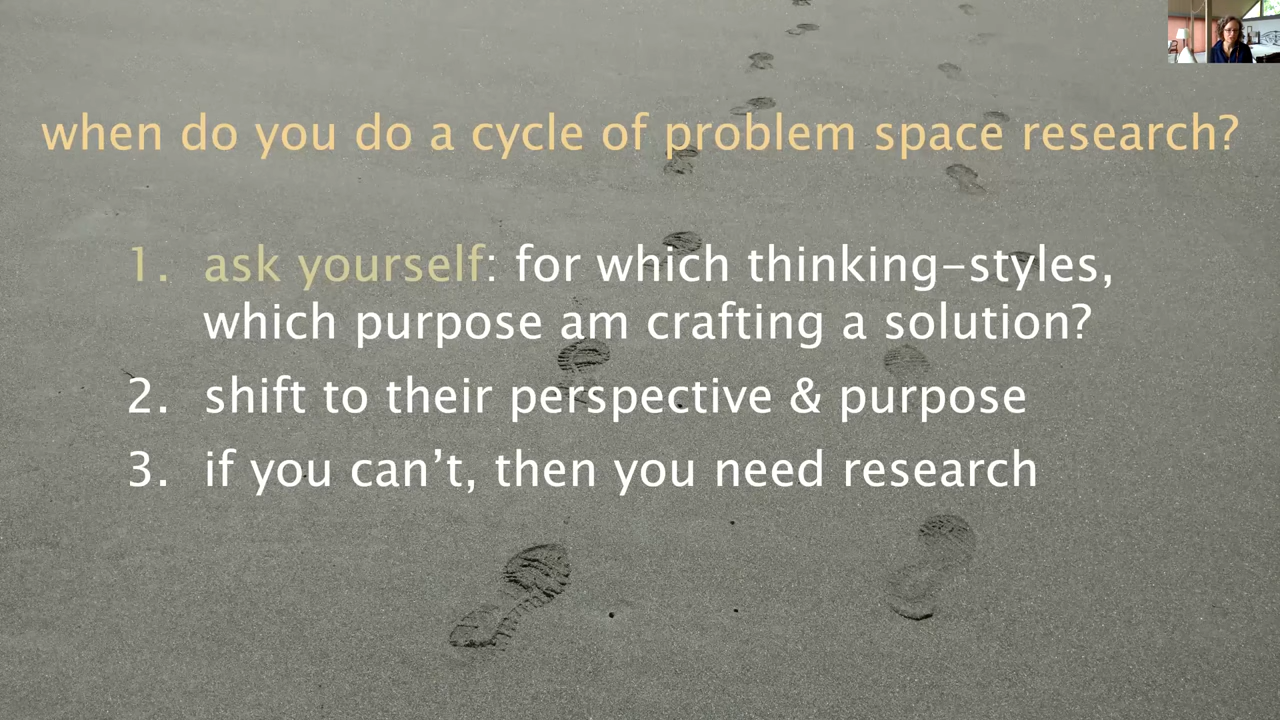 when do you do a cycle of problem space research?
1. ask yourself: for which thinking-styles,
which purpose am crafting a solution?
2. shift to their perspective & purpose
3. if you can’t, then you need research